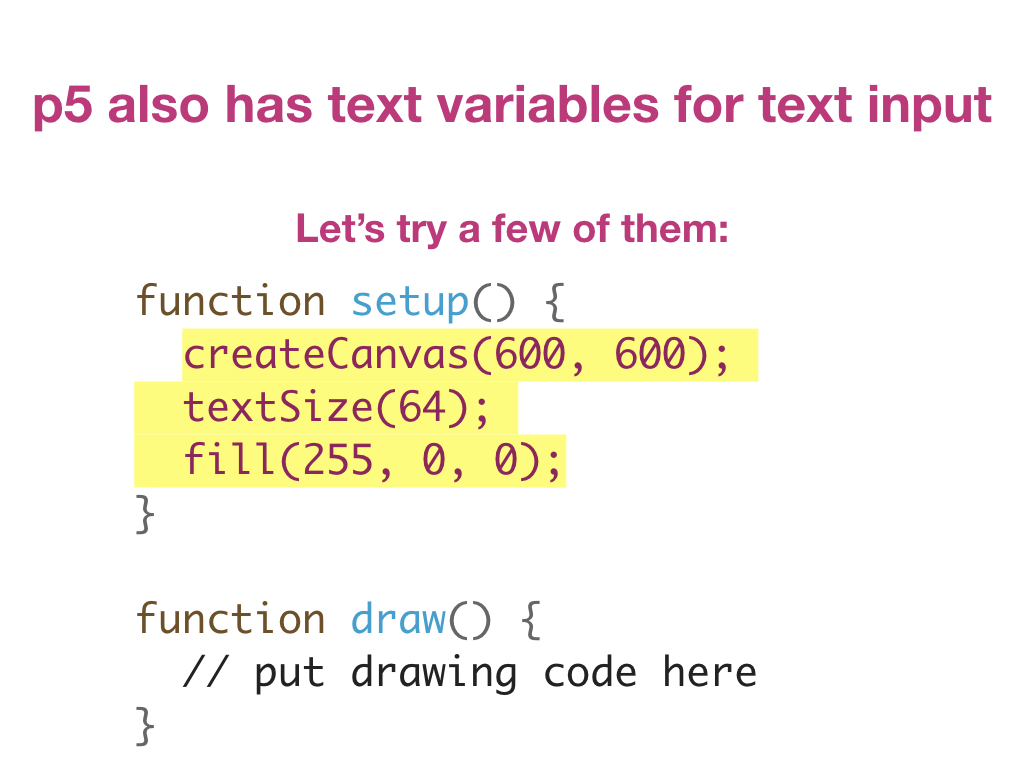 p5 also has text variables for text input
Let’s try a few of them:
function setup() {
  createCanvas(600, 600);
  textSize(64);
  fill(255, 0, 0);
}
function draw() {
  // put drawing code here
}